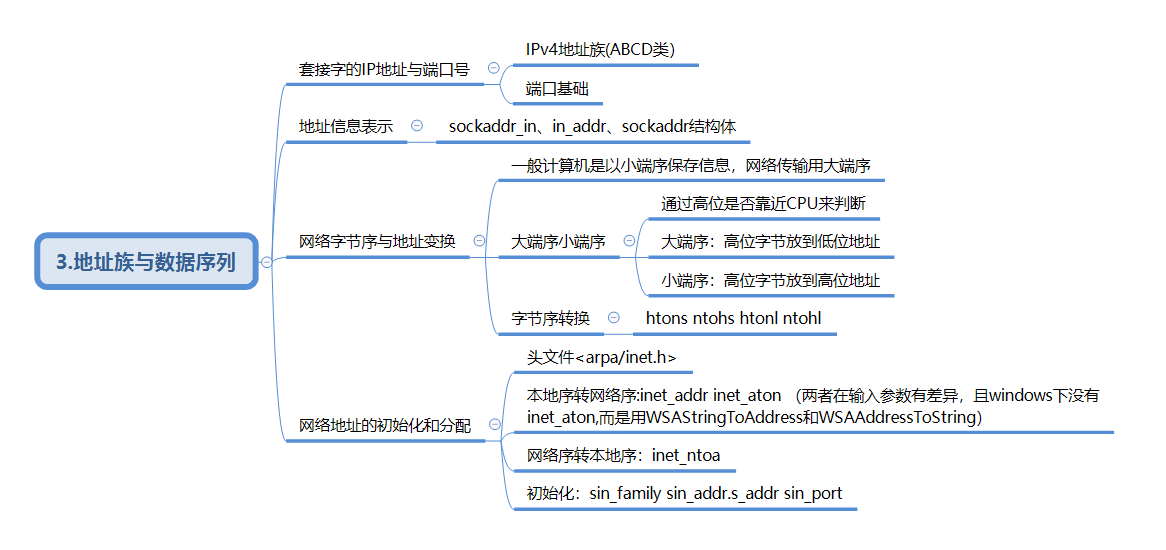 3.地址族与数据序列
套接字的IP地址与端口号
IPv4地址族(ABCD类)
端口基础
地址信息表示
sockaddr_in、in_addr、sockaddr结构体
网络字节序与地址变换
一般计算机是以小端序保存信息，网络传输用大端序
大端序小端序
通过高位是否靠近CPU来判断
大端序：高位字节放到低位地址
小端序：高位字节放到高位地址
字节序转换
htons ntohs htonl ntohl
网络地址的初始化和分配
头文件<arpa/inet.h>
本地序转网络序:inet_addr inet_aton （两者在输入参数有差异，且windows下没有
inet_aton,而是用WSAStringToAddress和WSAAddressToString）
网络序转本地序：inet_ntoa
初始化：sin_family sin_addr.s_addr sin_port